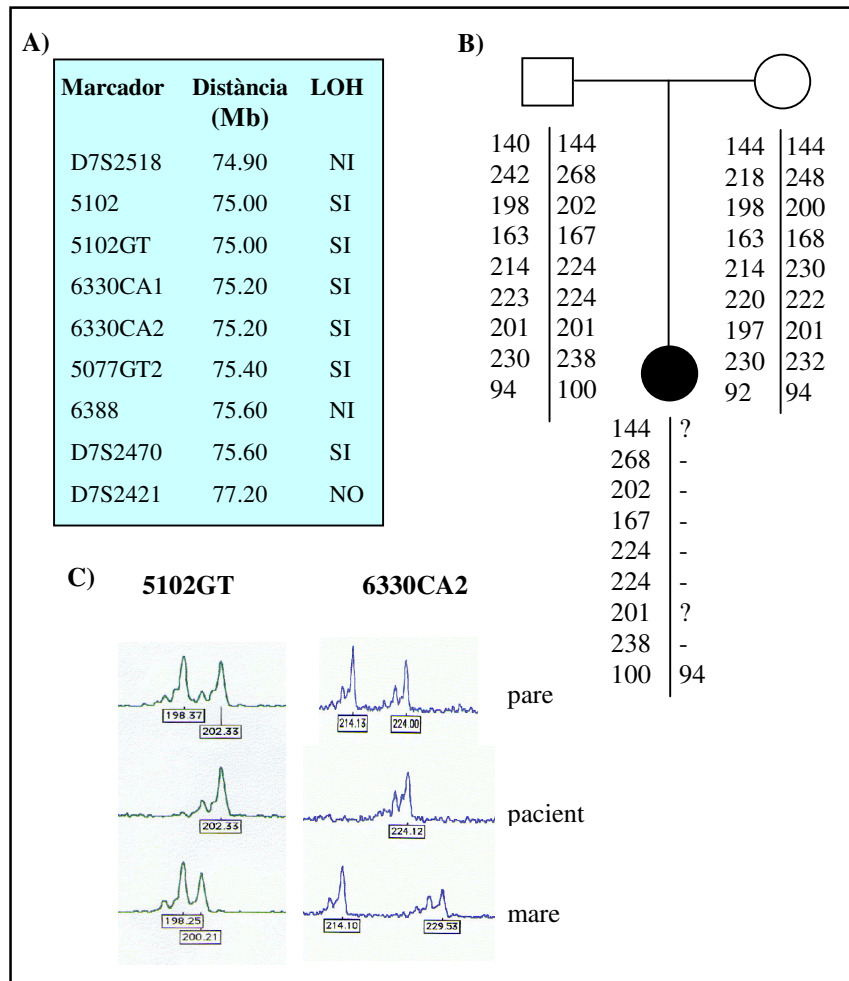 A)
Marcador Distància LOH
(Mb)
D7S2518 74.90 NI
5102 75.00 SI
5102GT 75.00 SI
6330CA1 75.20 SI
6330CA2 75.20 SI
5077GT2 75.40 SI
6388 75.60 NI
D7S2470 75.60 SI
D7S2421 77.20 NO
B)
140 144
242 268
198 202
163 167
214 224
223 224
201 201
230 238
94 100
144 144
218 248
198 200
163 168
214 230
220 222
197 201
230 232
92 94
144 ?
268 -
202 -
167 -
224 -
224 -
201 ?
238 -
100 94
C)
5102GT 6330CA2
198.37
202.33
214.13 224.00
pare
202.33
224.12
pacient
198.25
200.21
214.10 229.53
mare